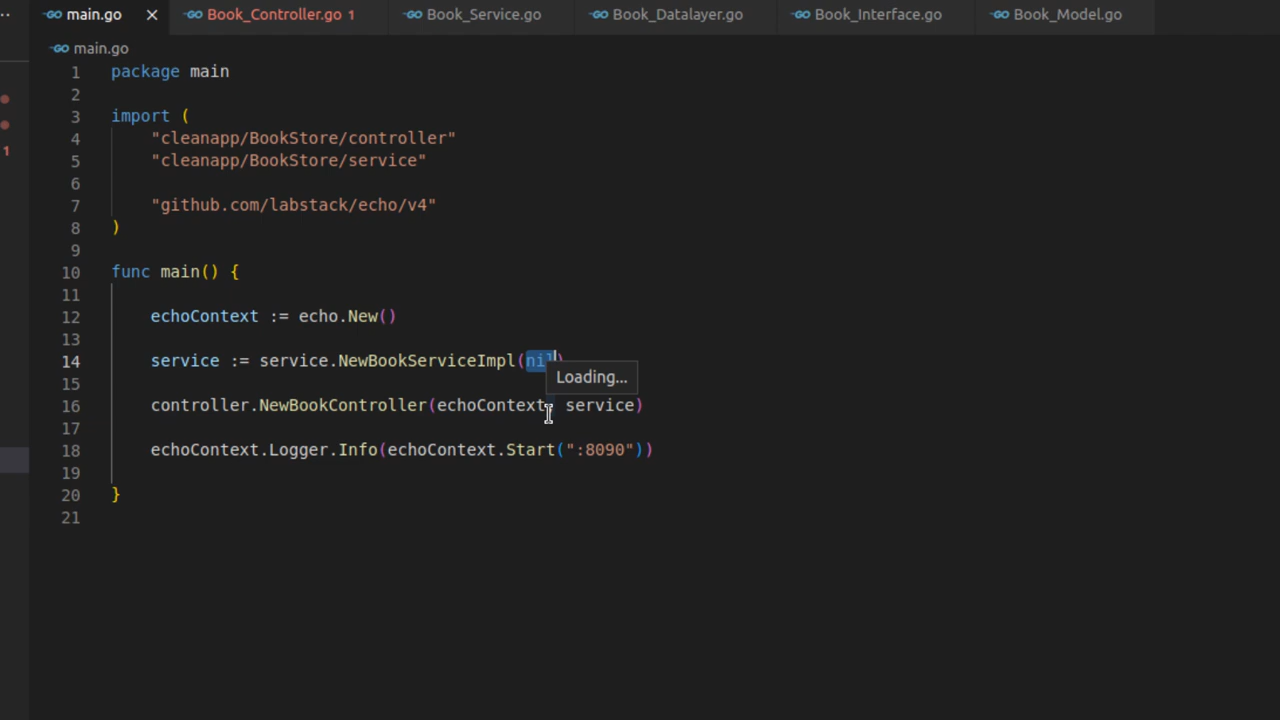 main.go
Book_Controller.go 1
Book_Service.go
Book_Datalayer.go
Book_Interface.go
Book_Model.go
main.go
1 package main
2
3 import (
4 "cleanapp/BookStore/controller"
5 "cleanapp/BookStore/service"
6
7 "github.com/labstack/echo/v4"
8 )
9
10 func main() {
11
12 echoContext := echo.New()
13
14 service := service.NewBookServiceImpl(nil)
Loading...
15
16 controller.NewBookController(echoContext, service)
17
18 echoContext.Logger.Info(echoContext.Start(":8090"))
19
20 }
21
1